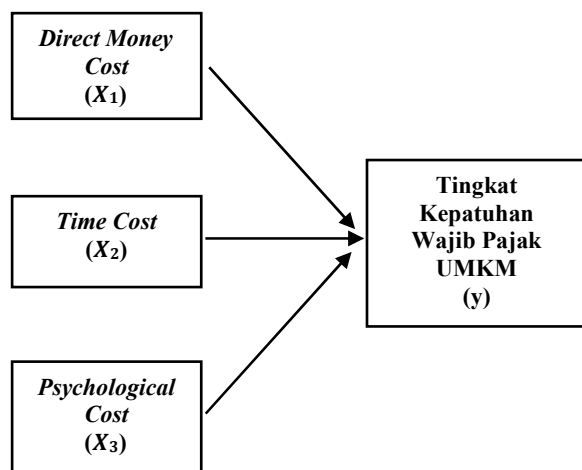 Direct Money
Cost
(X₁)
Time Cost
(X₂)
Psychological
Cost
(X₃)
Tingkat
Kepatuhan
Wajib Pajak
UMKM
(y)